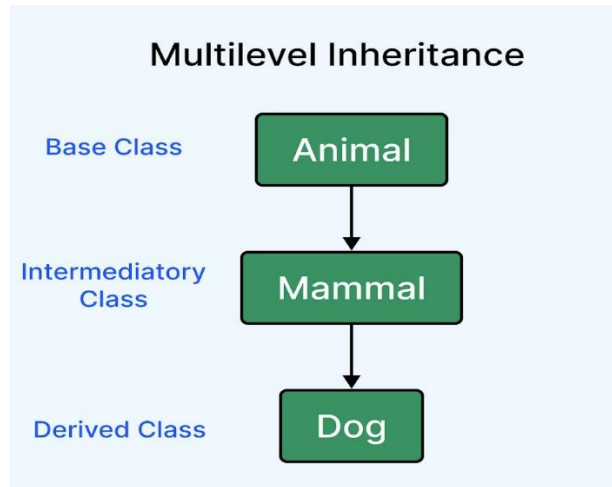 Multilevel Inheritance
Base Class
Animal
Intermediatory
Class
Mammal
Derived Class
Dog